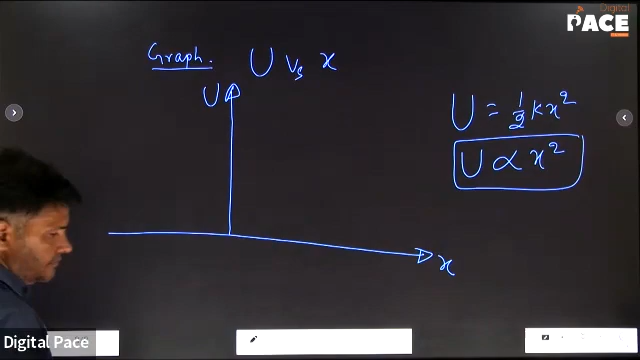 Digital
PACE
Graph. U vs x
U
U = 1/2 kx²
U ∝ x²
x
Digital Pace